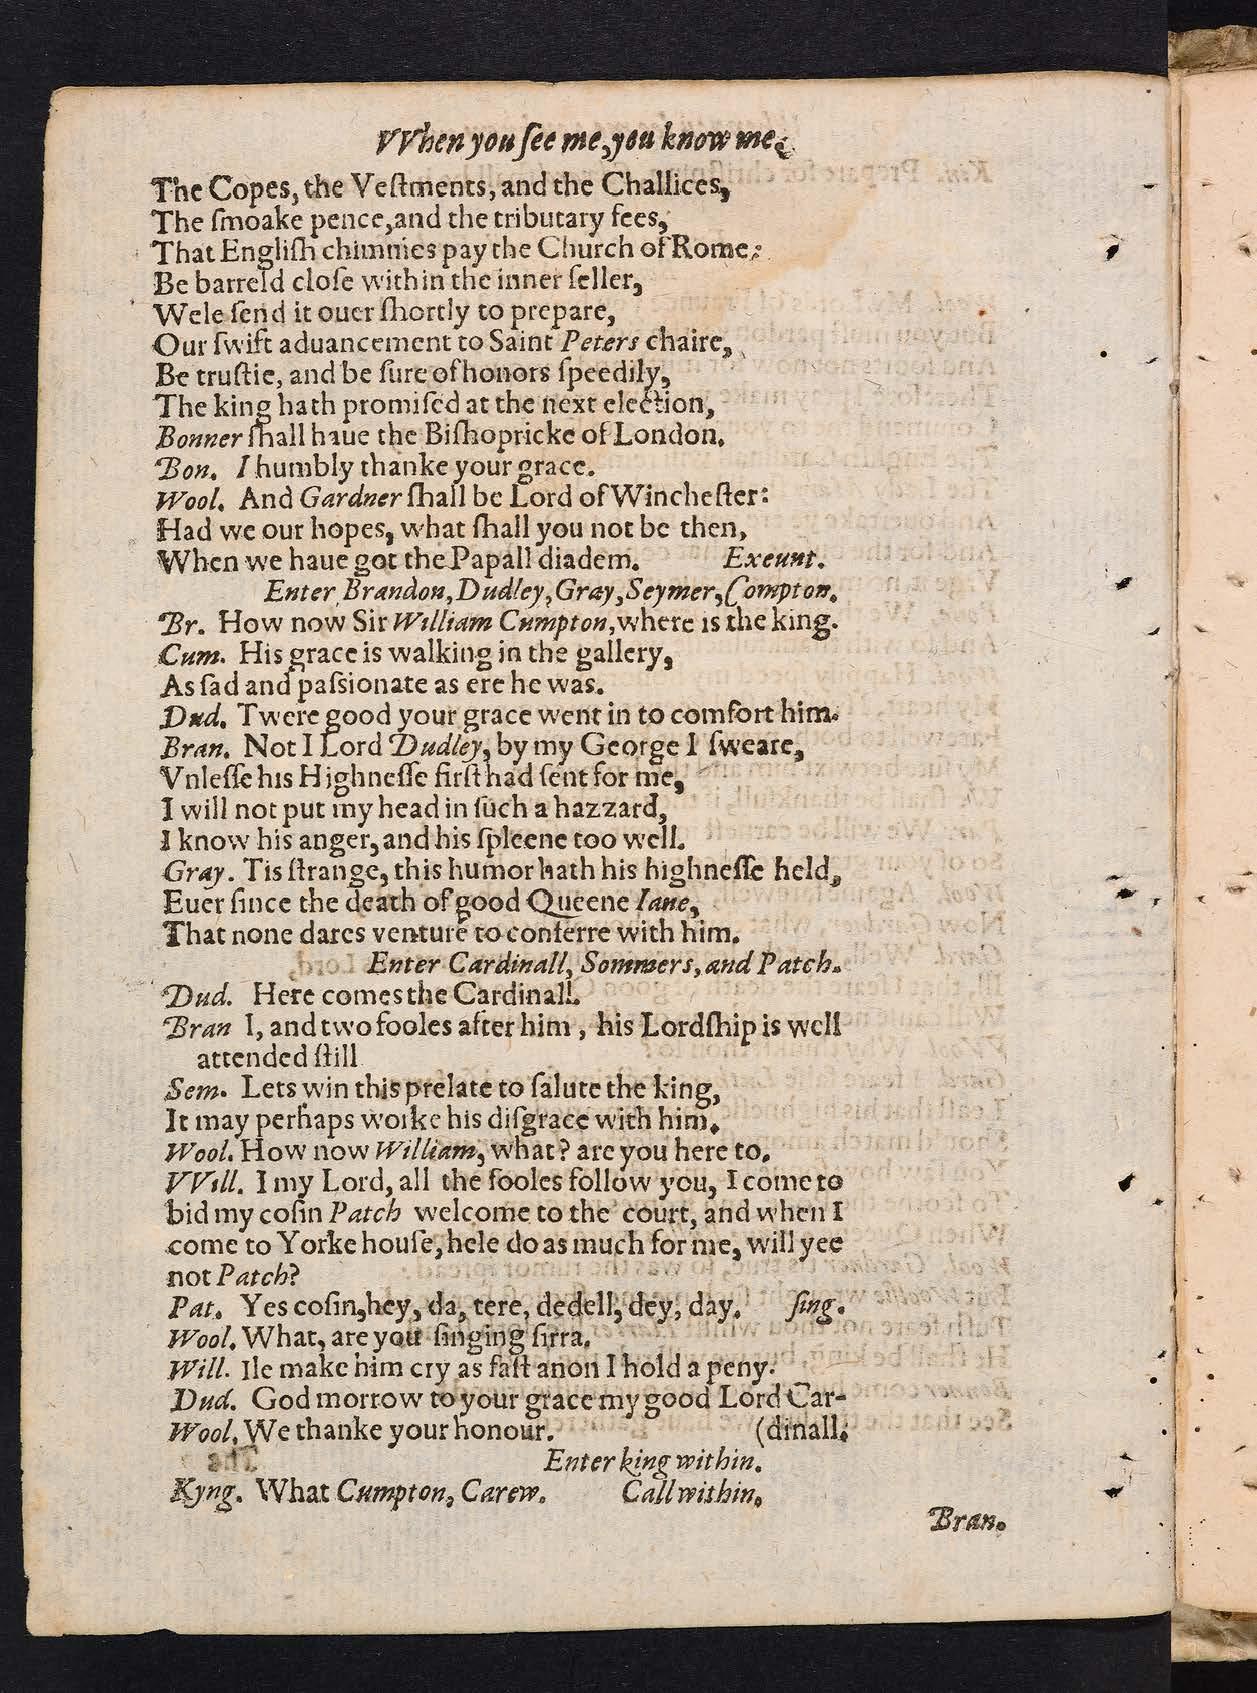 VVhen you ſee me, you know me.
The Copes, the Veſtments, and the Challices,
The ſmoake pence, and the tributary fees,
That Engliſh chimnies pay the Church of Rome:
Be barreld cloſe within the inner ſeller,
Wele ſend it ouer ſhortly to prepare,
Our ſwift aduancement to Saint Peters chaire,
Be truſtie, and be ſure of honors ſpeedily,
The king hath promiſed at the next election,
Bonner ſhall haue the Biſhopricke of London.
Bon. I humbly thanke your grace.
Wool. And Gardner ſhall be Lord of Wincheſter:
Had we our hopes, what ſhall you not be then,
When we haue got the Papall diadem. Exeunt.
Enter Brandon, Dudley, Gray, Seymer, Compton.
Br. How now Sir William Cumpton, where is the king.
Cum. His grace is walking in the gallery,
As ſad and paſsionate as ere he was.
Dud. Twere good your grace went in to comfort him.
Bran. Not I Lord Dudley, by my George I ſweare,
Vnleſſe his Highneſſe firſt had ſent for me,
I will not put my head in ſuch a hazzard,
I know his anger, and his ſpleene too well.
Gray. Tis ſtrange, this humor hath his highneſſe held,
Euer ſince the death of good Queene Iane,
That none dares venture to conferre with him.
Enter Cardinall, Sommers, and Patch.
Dud. Here comes the Cardinall.
Bran I, and two fooles after him, his Lordſhip is well
attended ſtill
Sem. Lets win this prelate to ſalute the king,
It may perhaps worke his diſgrace with him.
Wool. How now William, what? are you here to.
VVill. I my Lord, all the fooles follow you, I come to
bid my coſin Patch welcome to the court, and when I
come to Yorke houſe, hele do as much for me, will yee
not Patch?
Pat. Yes coſin, hey, da, tere, dedell, dey, day. ſing.
Wool. What, are you ſinging ſirra.
Will. Ile make him cry as faſt anon I hold a peny.
Dud. God morrow to your grace my good Lord Car-
Wool. We thanke your honour. (dinall.
Enter king within.
Kyng. What Cumpton, Carew. Call within.
Bran.